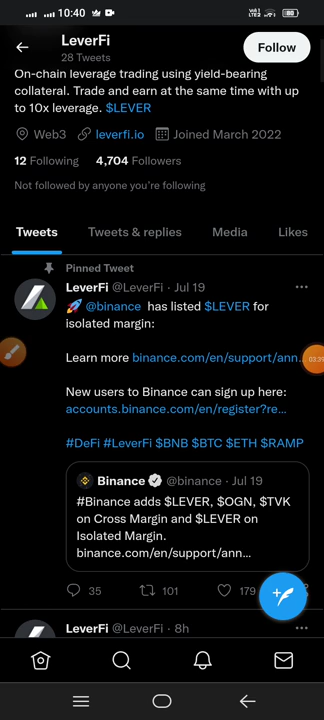 10:40
LeverFi
28 Tweets
Follow
On-chain leverage trading using yield-bearing
collateral. Trade and earn at the same time with up
to 10x leverage. $LEVER
Web3 leverfi.io Joined March 2022
12 Following 4,704 Followers
Not followed by anyone you're following
Tweets Tweets & replies Media Likes
Pinned Tweet
LeverFi @LeverFi · Jul 19
🚀 @binance has listed $LEVER for
isolated margin:
Learn more binance.com/en/support/ann...
New users to Binance can sign up here:
accounts.binance.com/en/register?re...
#DeFi #LeverFi $BNB $BTC $ETH $RAMP
Binance @binance · Jul 19
#Binance adds $LEVER, $OGN, $TVK
on Cross Margin and $LEVER on
Isolated Margin.
binance.com/en/support/ann...
35 101 179
LeverFi @LeverFi · 8h